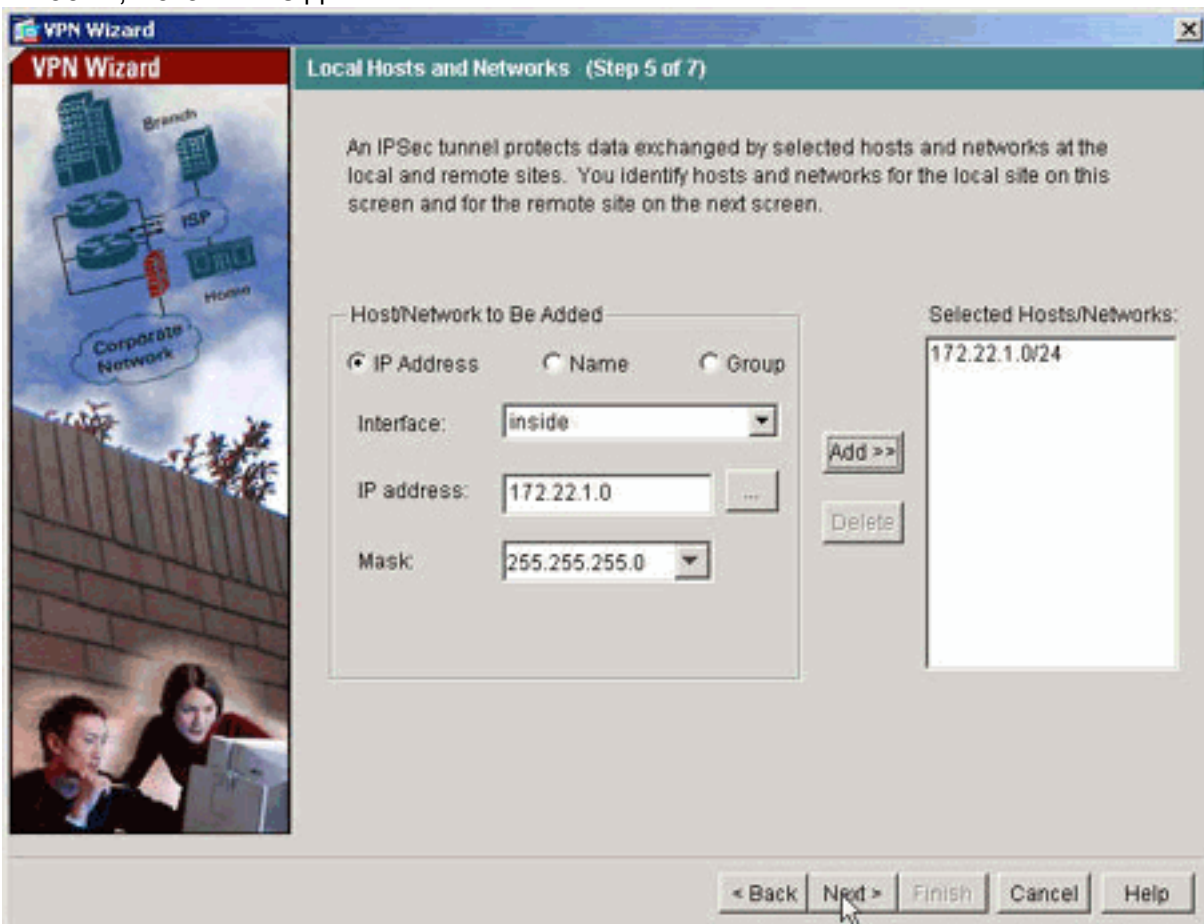 VPN Wizard
VPN Wizard
Local Hosts and Networks (Step 5 of 7)
Branch
ISP
Home
Corporate
Network
An IPSec tunnel protects data exchanged by selected hosts and networks at the
local and remote sites. You identify hosts and networks for the local site on this
screen and for the remote site on the next screen.
Host/Network to Be Added
IP Address Name Group
Interface: inside
IP address: 172.22.1.0 ...
Mask: 255.255.255.0
Add >>
Delete
Selected Hosts/Networks:
172.22.1.0/24
< Back Next > Finish Cancel Help